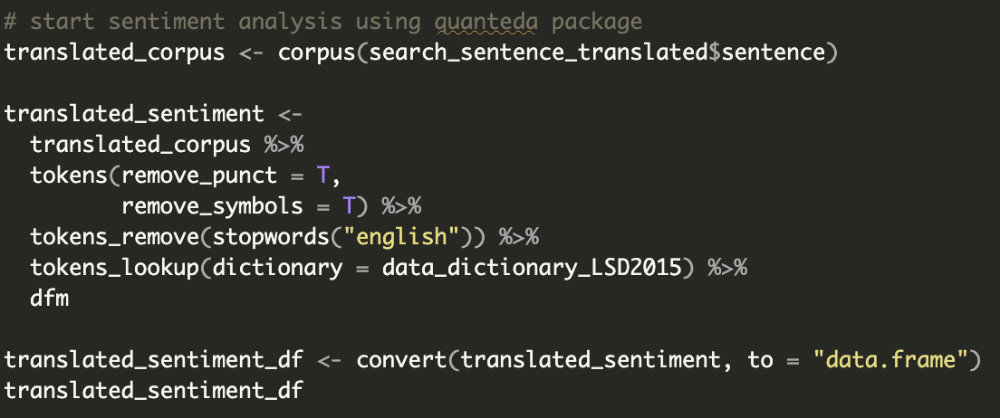 # start sentiment analysis using quanteda package
translated_corpus <- corpus(search_sentence_translated$sentence)
translated_sentiment <-
translated_corpus %>%
tokens(remove_punct = T,
remove_symbols = T) %>%
tokens_remove(stopwords("english")) %>%
tokens_lookup(dictionary = data_dictionary_LSD2015) %>%
dfm
translated_sentiment_df <- convert(translated_sentiment, to = "data.frame")
translated_sentiment_df